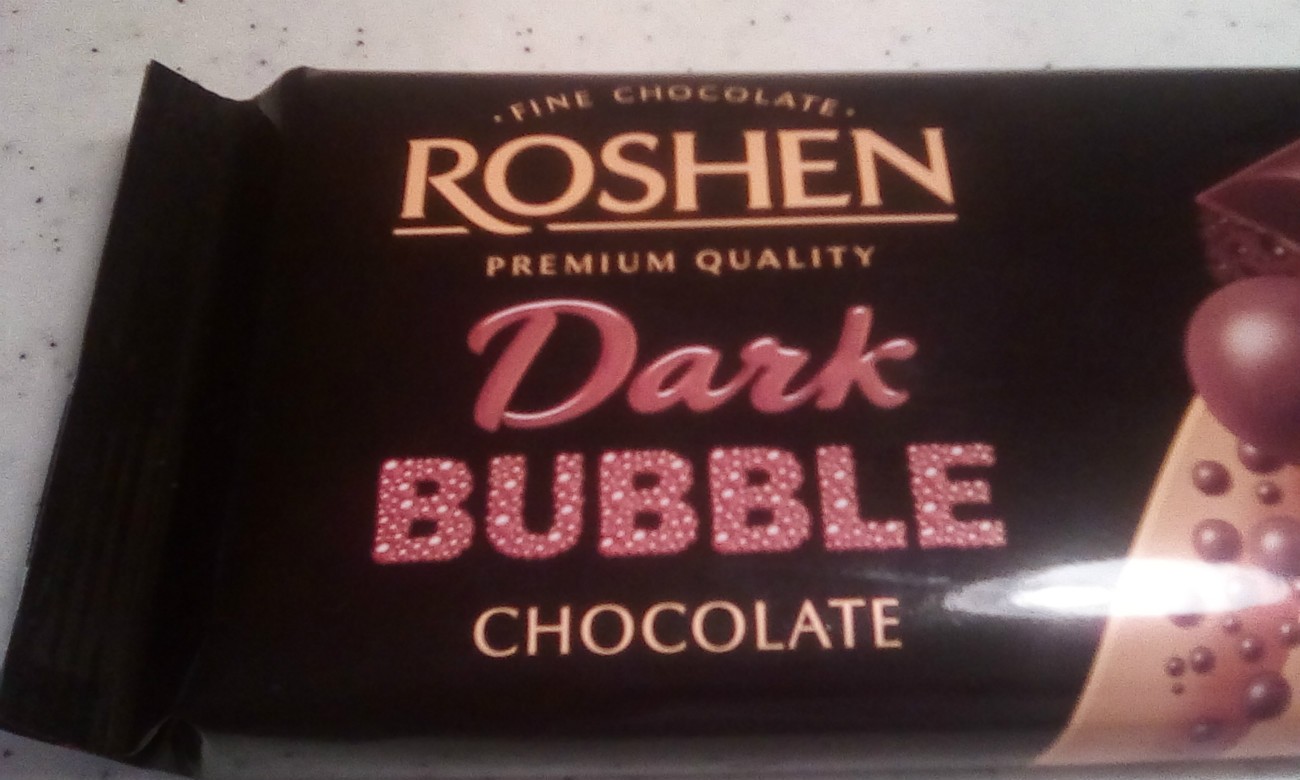 ·FINE CHOCOLATE·
ROSHEN
PREMIUM QUALITY
Dark
BUBBLE
CHOCOLATE